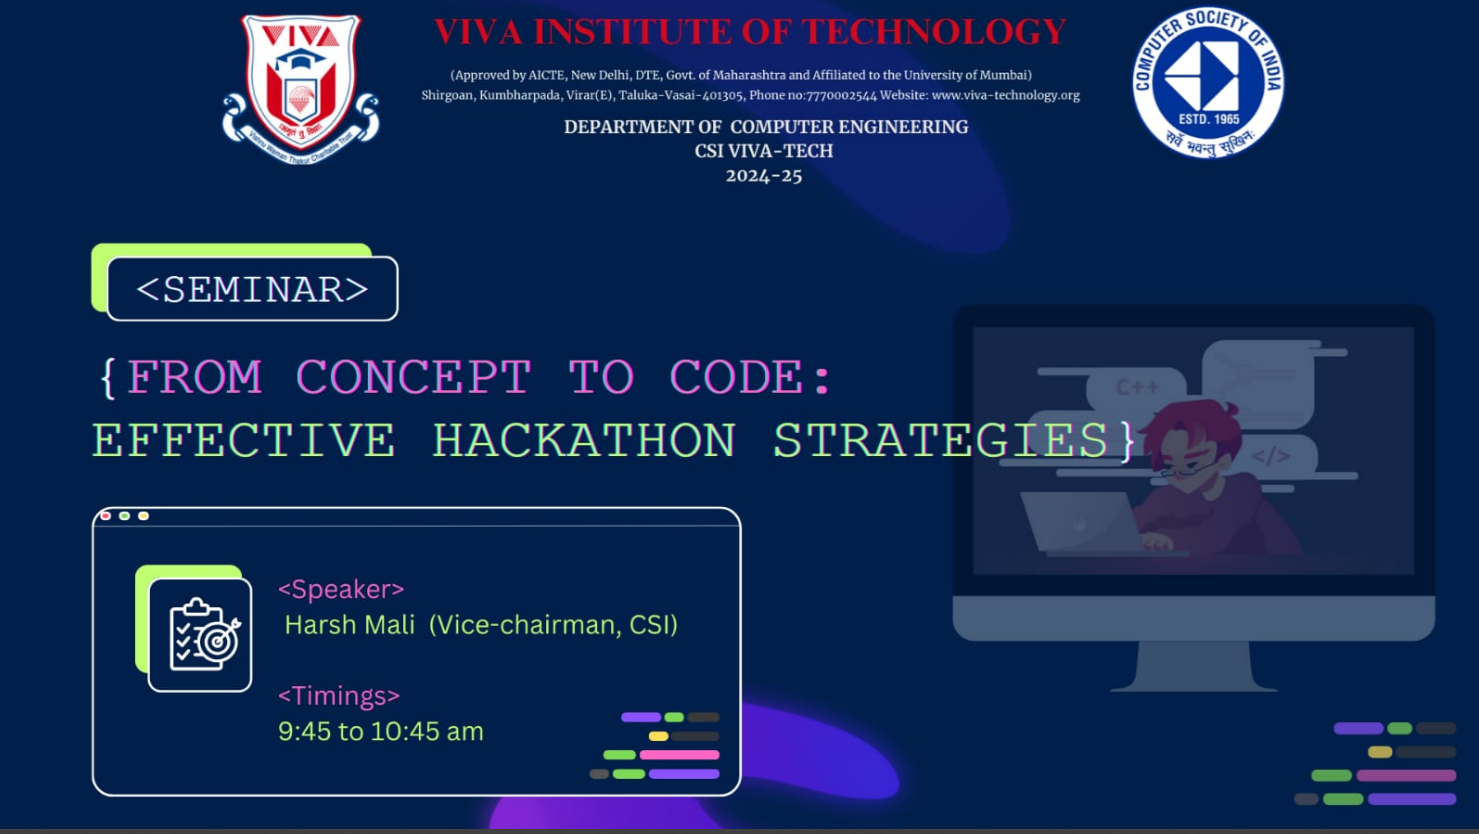 VIVA
अमृतं तु विद्या
Vishnu Waman Thakur Charitable Trust
VIVA INSTITUTE OF TECHNOLOGY
(Approved by AICTE, New Delhi, DTE, Govt. of Maharashtra and Affiliated to the University of Mumbai)
Shirgoan, Kumbharpada, Virar(E), Taluka-Vasai-401305, Phone no:7770002544 Website: www.viva-technology.org
DEPARTMENT OF COMPUTER ENGINEERING
CSI VIVA-TECH
2024-25
COMPUTER SOCIETY OF INDIA
ESTD. 1965
सर्वे भवन्तु सुखिनः
<SEMINAR>
{FROM CONCEPT TO CODE:
EFFECTIVE HACKATHON STRATEGIES}
C++
</>
<Speaker>
Harsh Mali (Vice-chairman, CSI)
<Timings>
9:45 to 10:45 am